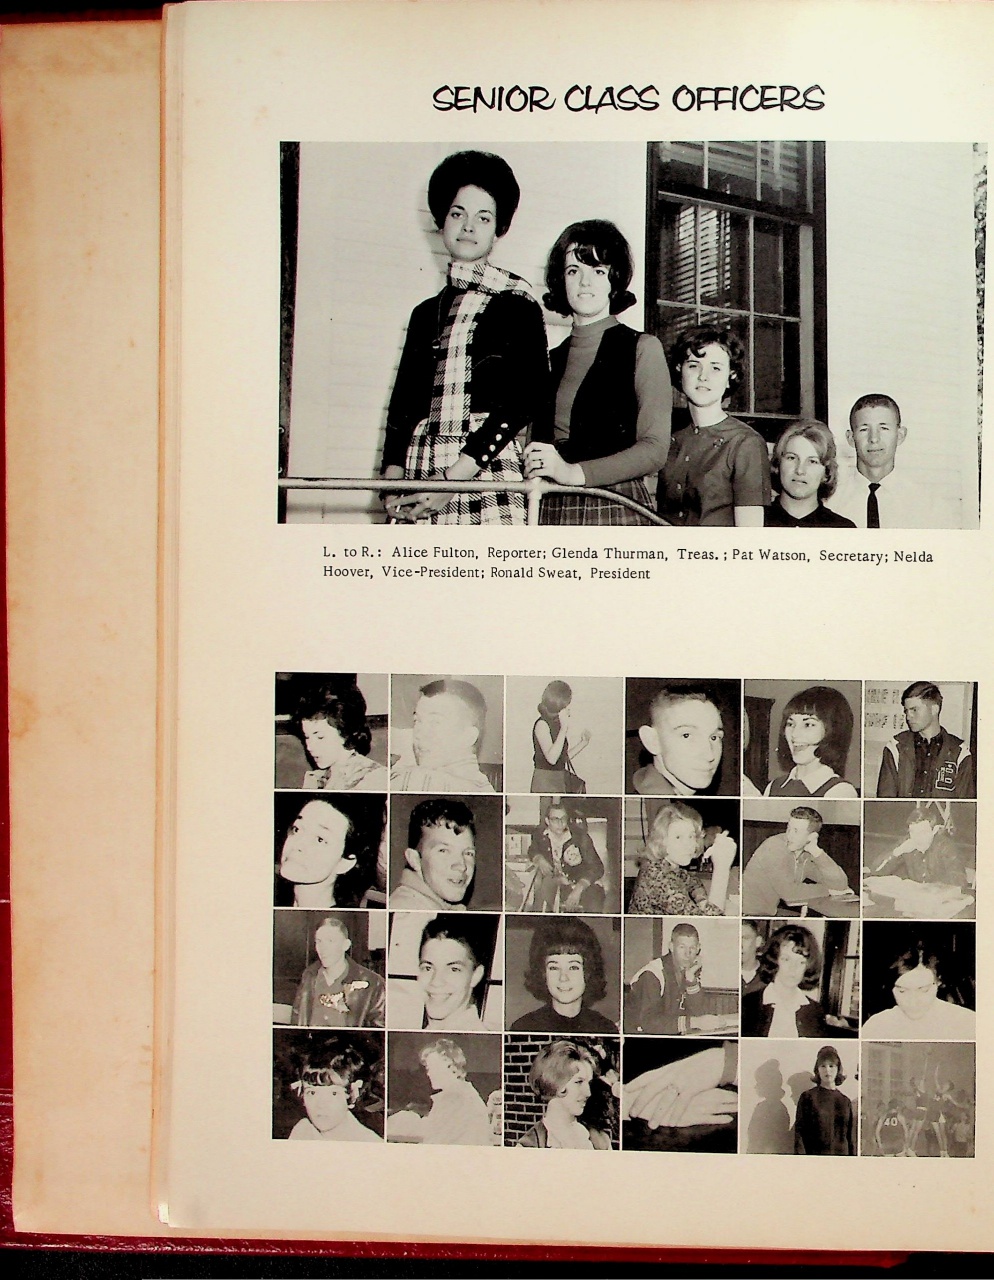 SENIOR CLASS OFFICERS
L. to R.: Alice Fulton, Reporter; Glenda Thurman, Treas.; Pat Watson, Secretary; Nelda
Hoover, Vice-President; Ronald Sweat, President
B
40